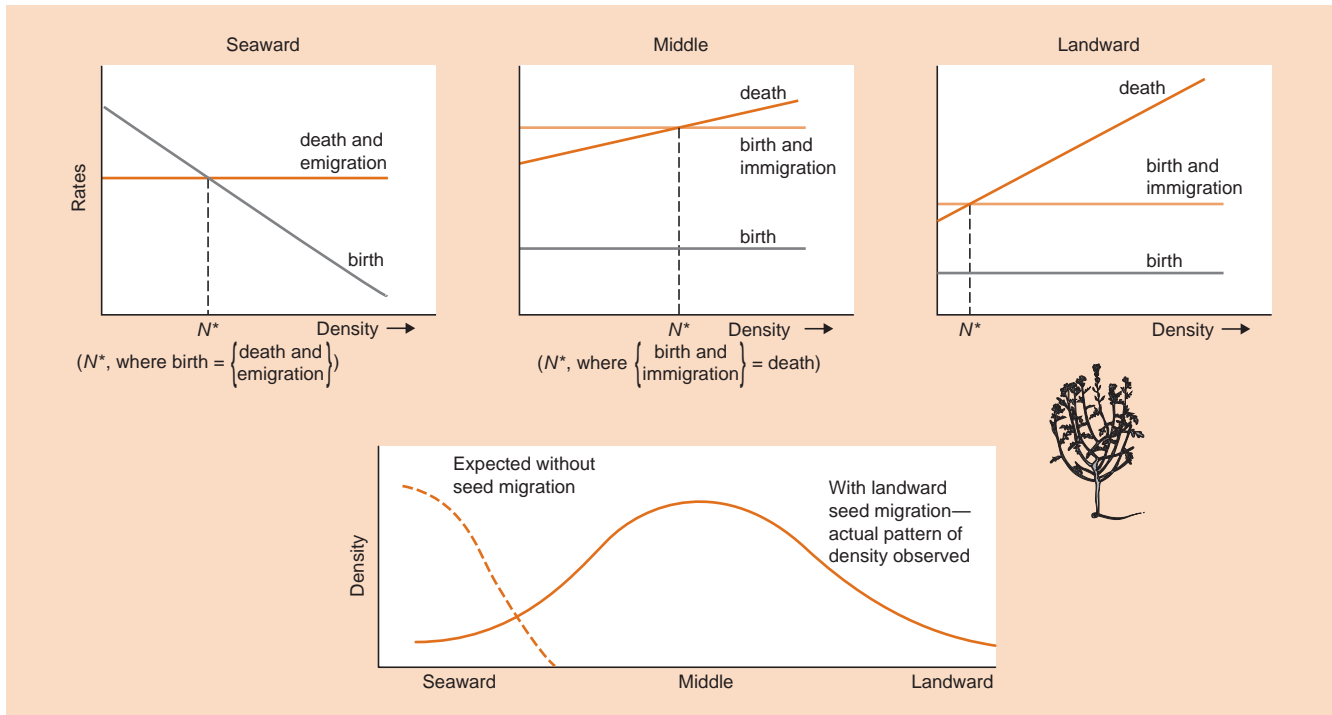 Seaward
Middle
Landward
Rates
death and
emigration
birth
N*
Density →
(N*, where birth = {death and
emigration})
death
birth and
immigration
birth
N*
Density →
(N*, where {birth and
immigration} = death)
death
birth and
immigration
birth
N*
Density →
Density
Expected without
seed migration
With landward
seed migration—
actual pattern of
density observed
Seaward
Middle
Landward